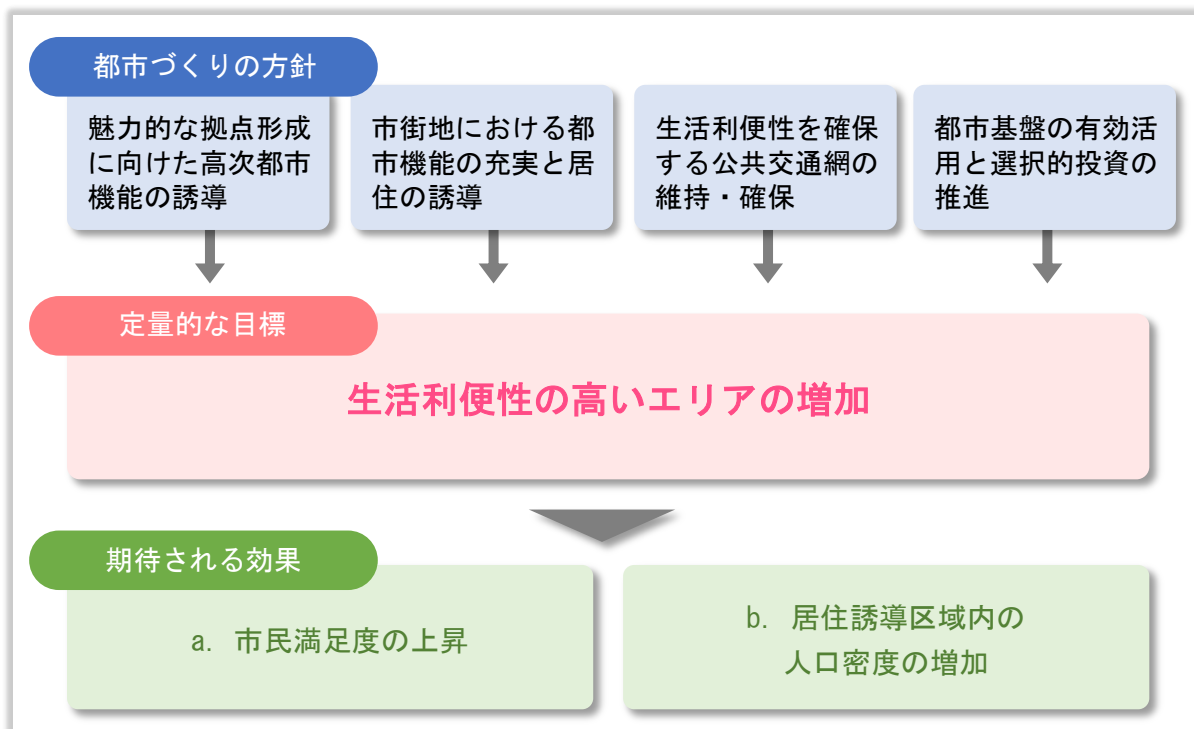 都市づくりの方針
魅力的な拠点形成
に向けた高次都市
機能の誘導
市街地における都
市機能の充実と居
住の誘導
生活利便性を確保
する公共交通網の
維持・確保
都市基盤の有効活
用と選択的投資の
推進
定量的な目標
生活利便性の高いエリアの増加
期待される効果
a. 市民満足度の上昇
b. 居住誘導区域内の
人口密度の増加